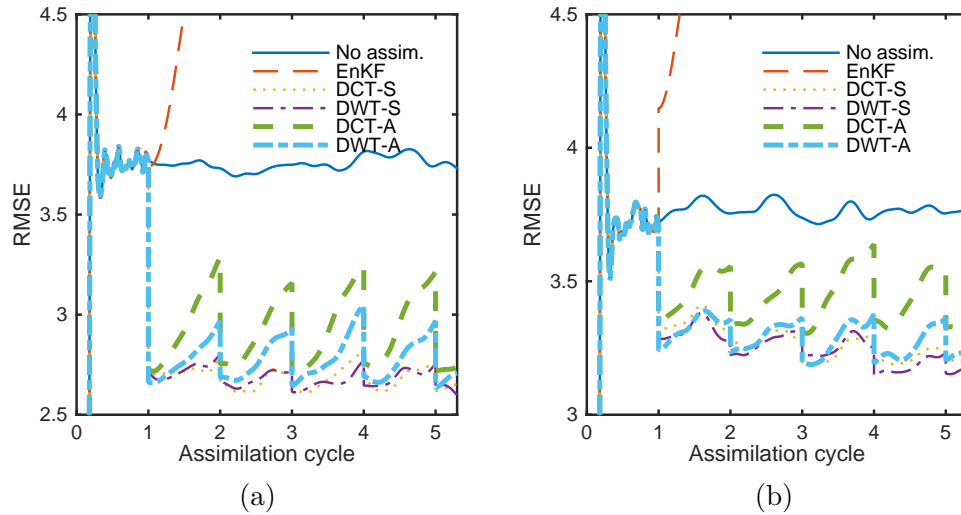 4.5
4
3.5
3
2.5
RMSE
0 1 2 3 4 5
Assimilation cycle
No assim.
EnKF
DCT-S
DWT-S
DCT-A
DWT-A
(a)
4.5
4
3.5
3
RMSE
0 1 2 3 4 5
Assimilation cycle
No assim.
EnKF
DCT-S
DWT-S
DCT-A
DWT-A
(b)